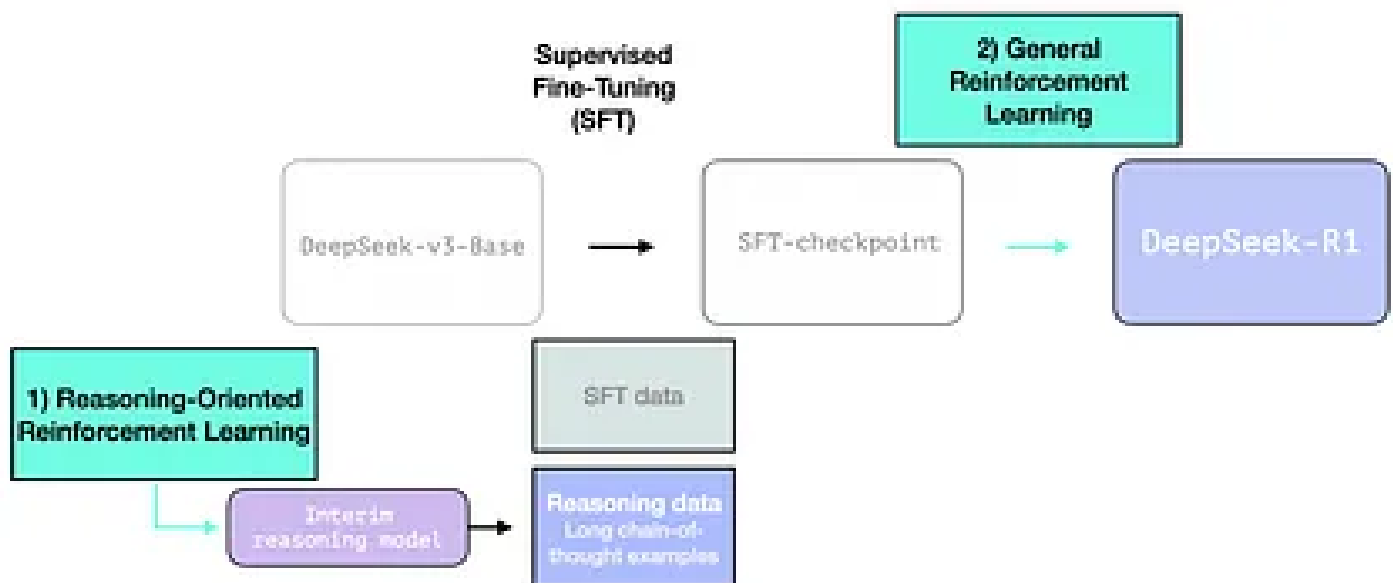 Supervised
Fine-Tuning
(SFT)
2) General
Reinforcement
Learning
DeepSeek-v3-Base
SFT-checkpoint
DeepSeek-R1
1) Reasoning-Oriented
Reinforcement Learning
SFT data
Interim
reasoning model
Reasoning data
Long chain-of-
thought examples